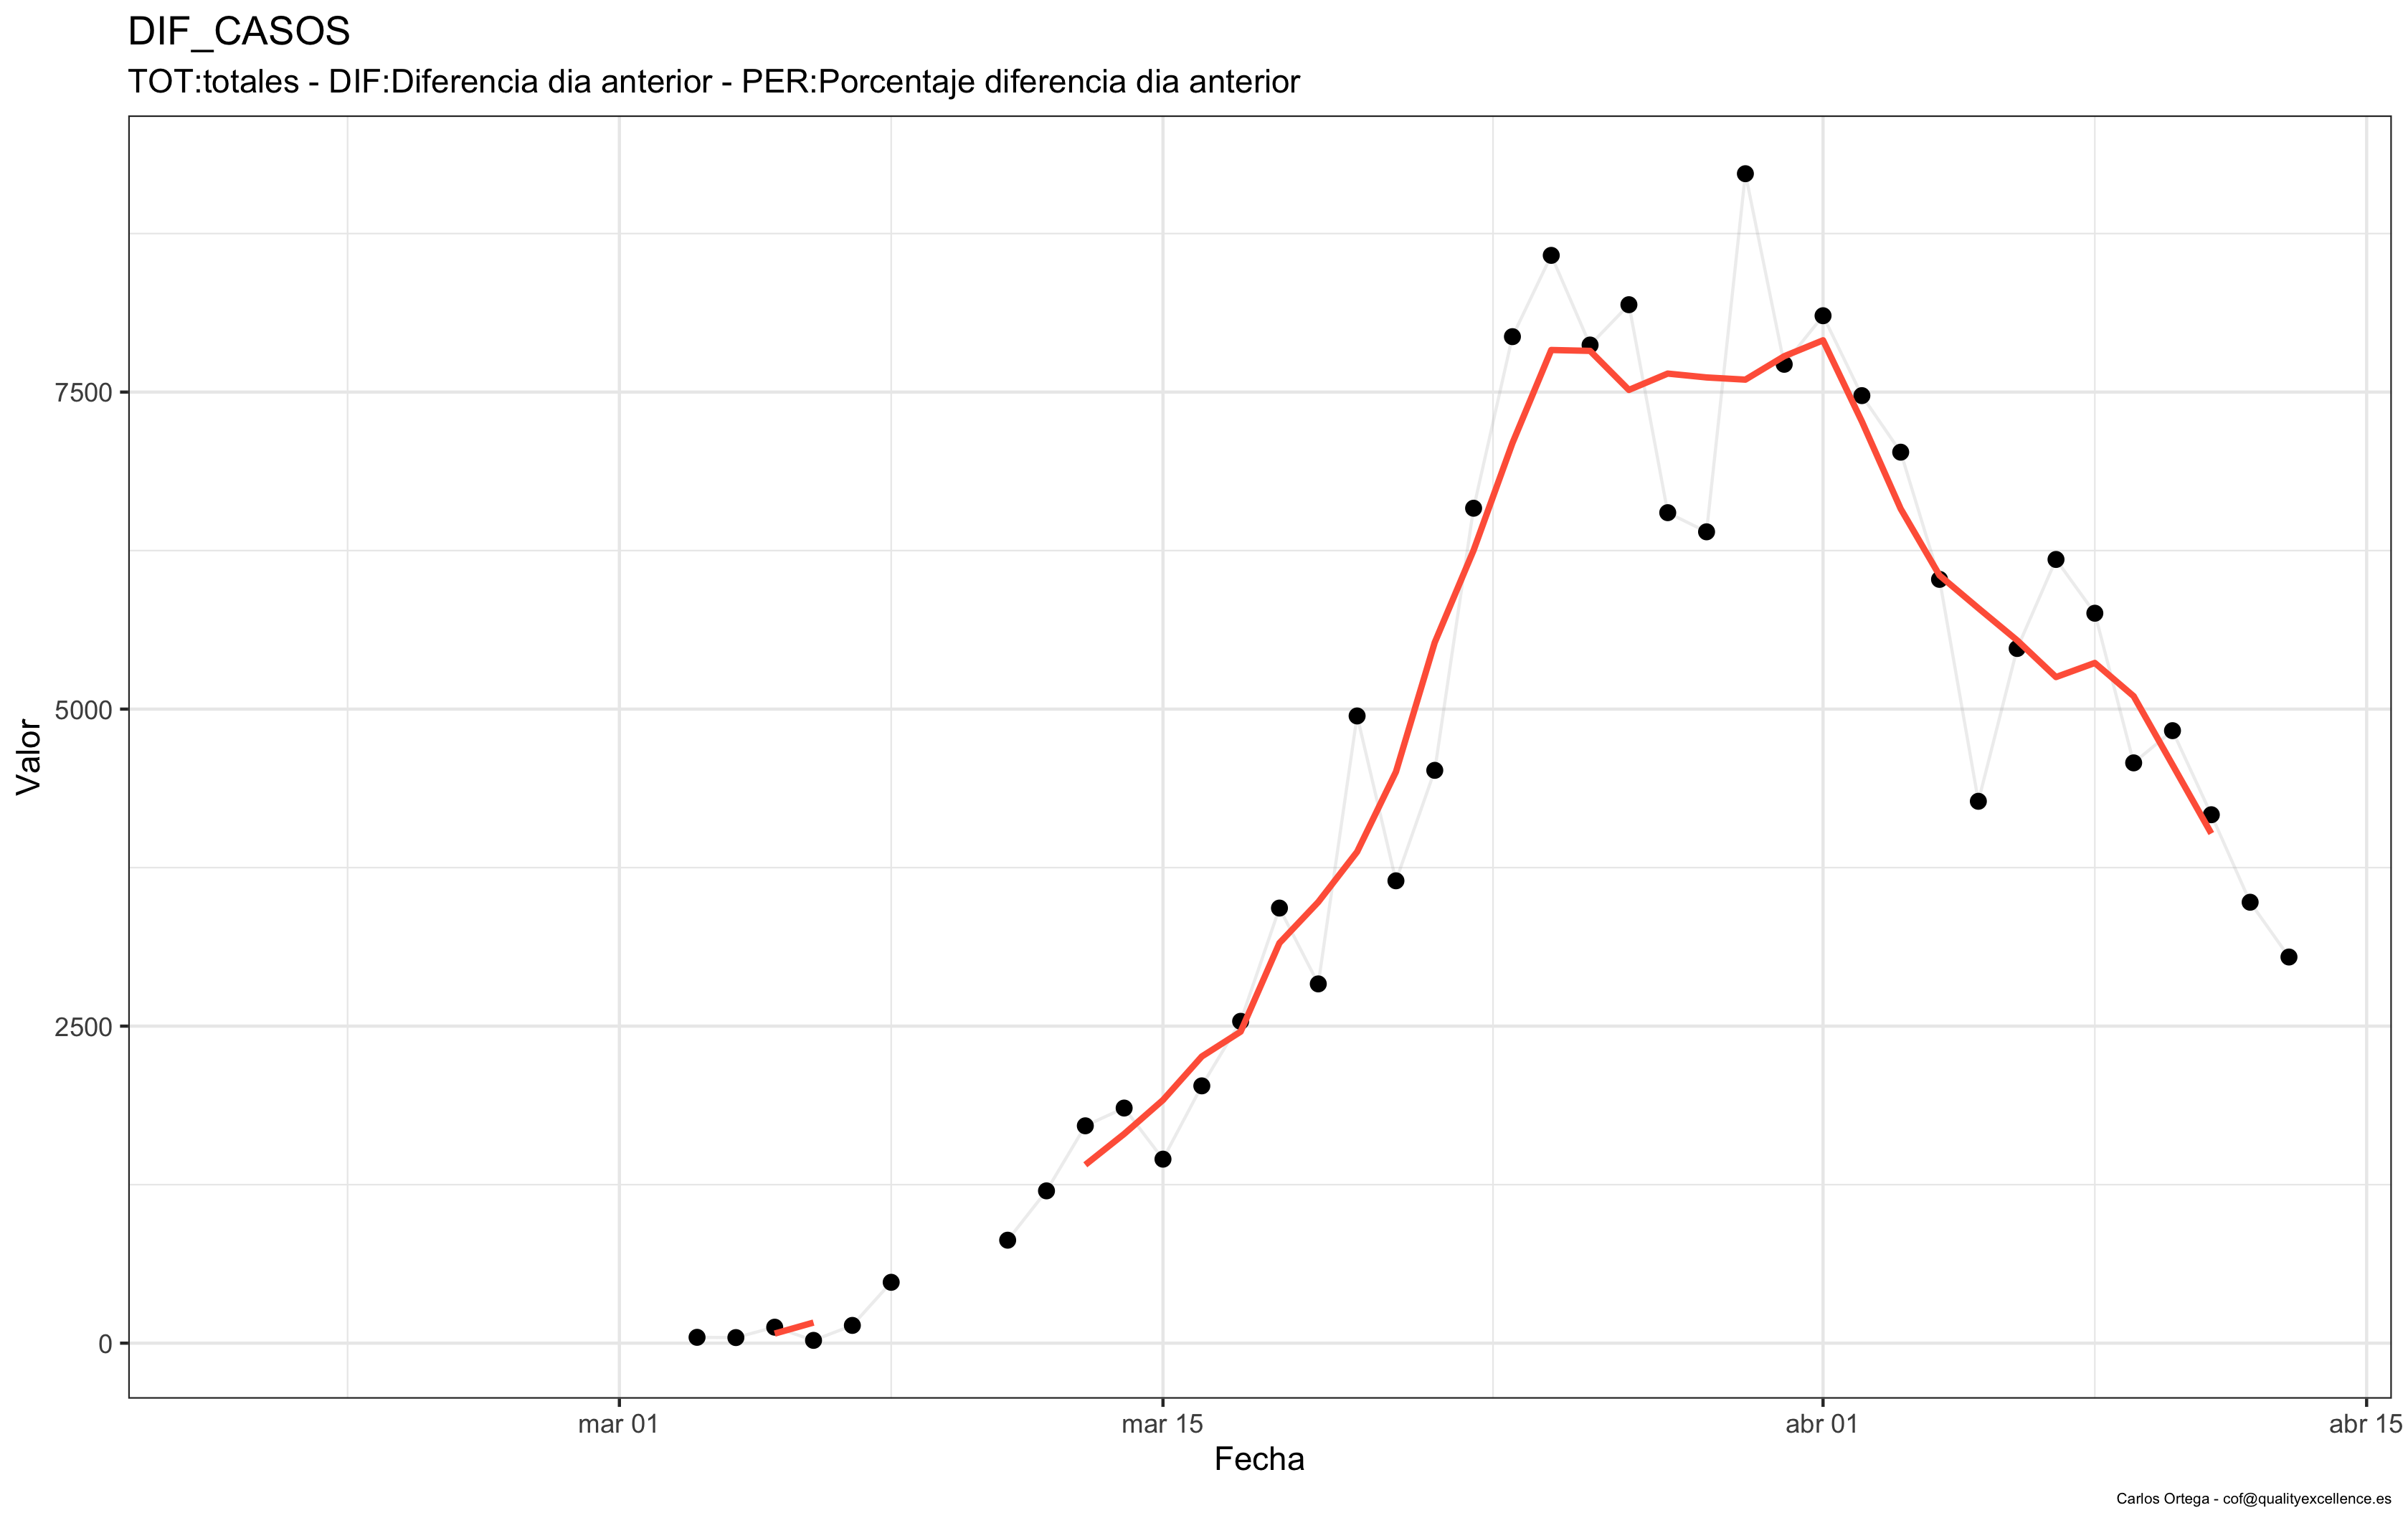 DIF_CASOS
TOT:totales - DIF:Diferencia dia anterior - PER:Porcentaje diferencia dia anterior
Valor
7500
5000
2500
0
mar 01
mar 15
abr 01
abr 15
Fecha
Carlos Ortega - cof@qualityexcellence.es